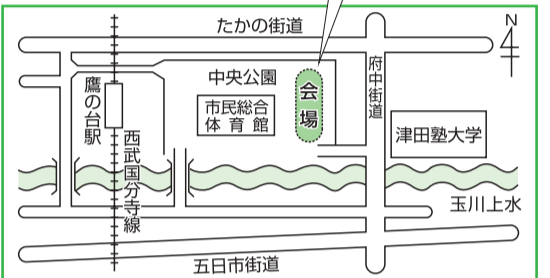 たかの街道
N
中央公園
会場
府中街道
鷹の台駅
市民総合
体育館
津田塾大学
西武国分寺線
玉川上水
五日市街道